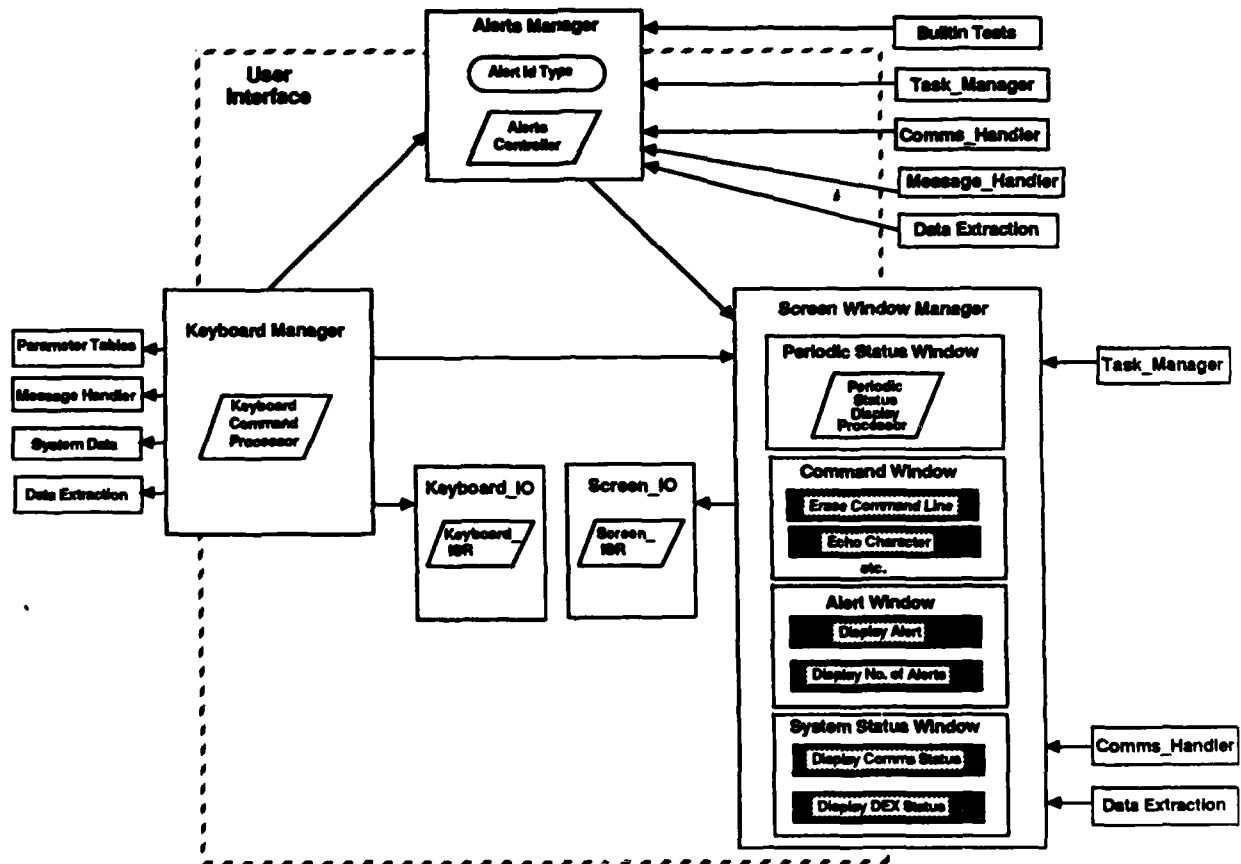 Alerts Manager
Alert Id Type
Alerts
Controller
Builtin Tests
Task_Manager
Comms_Handler
Message_Handler
Data Extraction
User
Interface
Keyboard Manager
Keyboard
Command
Processor
Parameter Tables
Message Handler
System Data
Data Extraction
Keyboard_IO
Keyboard_
ISR
Screen_IO
Screen_
ISR
Screen Window Manager
Periodic Status Window
Periodic
Status
Display
Processor
Command Window
Erase Command Line
Echo Character
etc.
Alert Window
Display Alert
Display No. of Alerts
System Status Window
Display Comms Status
Display DEX Status
Task_Manager
Comms_Handler
Data Extraction